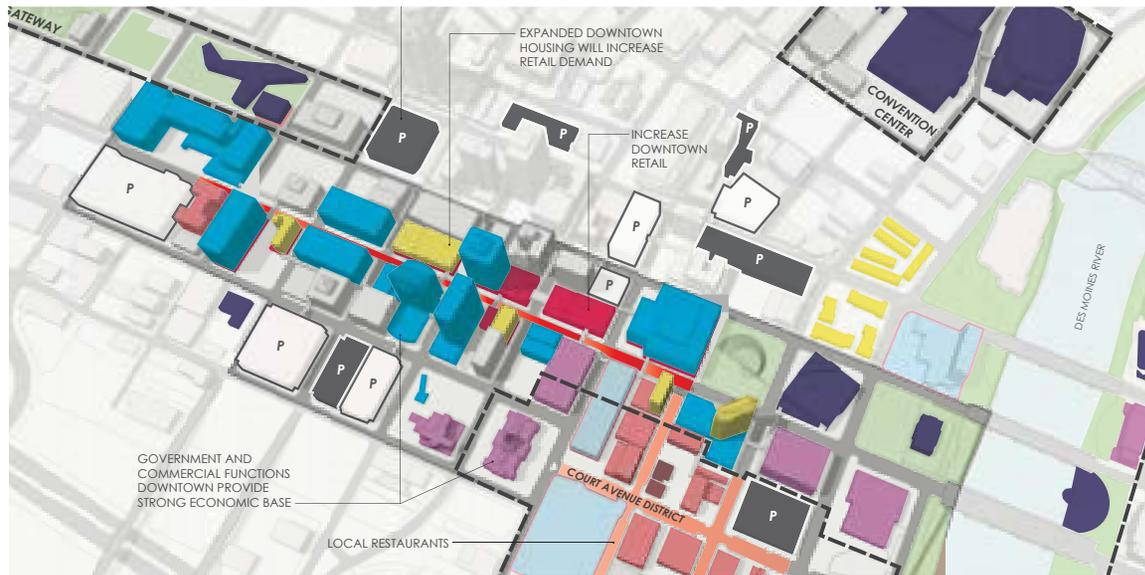 GATEWAY
EXPANDED DOWNTOWN
HOUSING WILL INCREASE
RETAIL DEMAND
CONVENTION
CENTER
P
P
P
INCREASE
DOWNTOWN
RETAIL
P
P
P
P
P
DES MOINES RIVER
P
P
P
GOVERNMENT AND
COMMERCIAL FUNCTIONS
DOWNTOWN PROVIDE
STRONG ECONOMIC BASE
COURT AVENUE DISTRICT
P
LOCAL RESTAURANTS